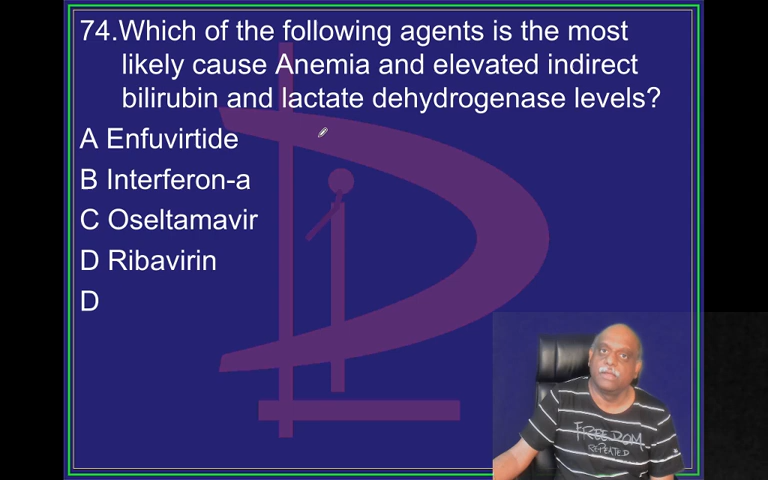 74.Which of the following agents is the most
likely cause Anemia and elevated indirect
bilirubin and lactate dehydrogenase levels?
A Enfuvirtide
B Interferon-a
C Oseltamavir
D Ribavirin
D
FREEDOM
REPEATED